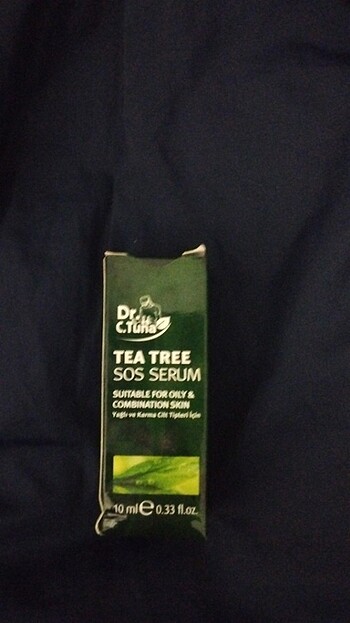 Dr.
C.Tuna
TEA TREE
SOS SERUM
SUITABLE FOR OILY &
COMBINATION SKIN
Yağlı ve Karma Cilt Tipleri İçin
10 ml ℮ 0.33 fl.oz.